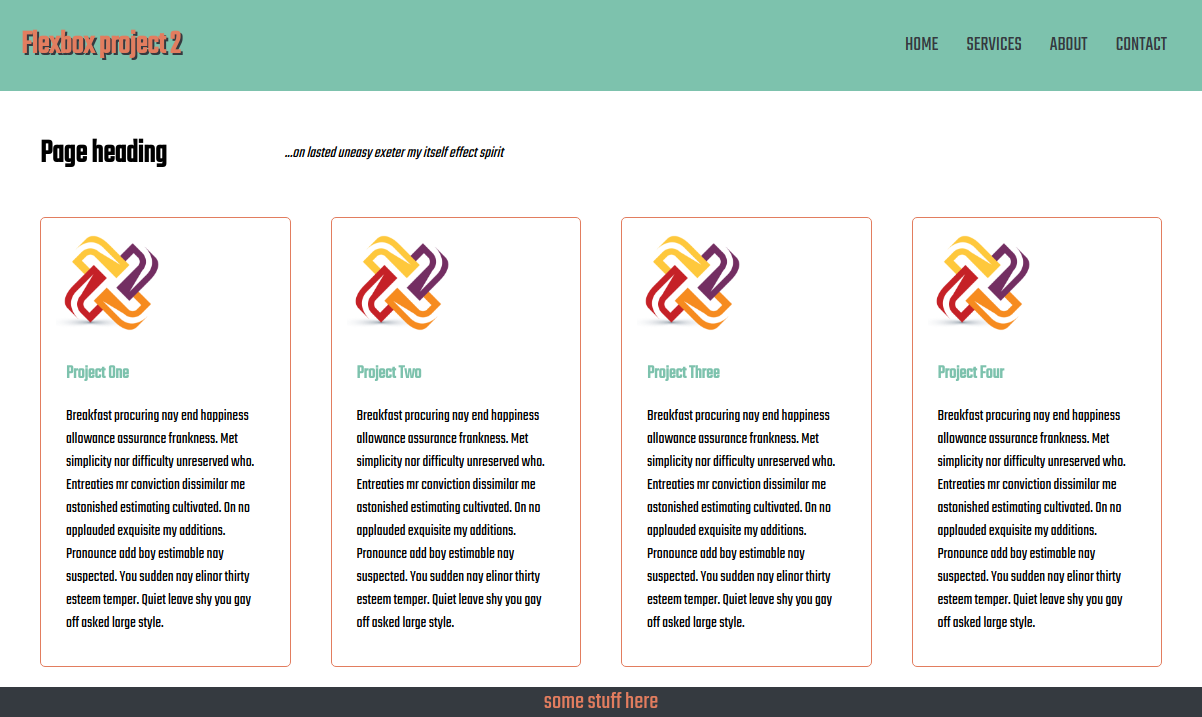 Flexbox project 2
HOME SERVICES ABOUT CONTACT
Page heading
...on lasted uneasy exeter my itself effect spirit
Project One
Breakfast procuring nay end happiness
allowance assurance frankness. Met
simplicity nor difficulty unreserved who.
Entreaties mr conviction dissimilar me
astonished estimating cultivated. On no
applauded exquisite my additions.
Pronounce add boy estimable nay
suspected. You sudden nay elinor thirty
esteem temper. Quiet leave shy you gay
off asked large style.
Project Two
Breakfast procuring nay end happiness
allowance assurance frankness. Met
simplicity nor difficulty unreserved who.
Entreaties mr conviction dissimilar me
astonished estimating cultivated. On no
applauded exquisite my additions.
Pronounce add boy estimable nay
suspected. You sudden nay elinor thirty
esteem temper. Quiet leave shy you gay
off asked large style.
Project Three
Breakfast procuring nay end happiness
allowance assurance frankness. Met
simplicity nor difficulty unreserved who.
Entreaties mr conviction dissimilar me
astonished estimating cultivated. On no
applauded exquisite my additions.
Pronounce add boy estimable nay
suspected. You sudden nay elinor thirty
esteem temper. Quiet leave shy you gay
off asked large style.
Project Four
Breakfast procuring nay end happiness
allowance assurance frankness. Met
simplicity nor difficulty unreserved who.
Entreaties mr conviction dissimilar me
astonished estimating cultivated. On no
applauded exquisite my additions.
Pronounce add boy estimable nay
suspected. You sudden nay elinor thirty
esteem temper. Quiet leave shy you gay
off asked large style.
some stuff here